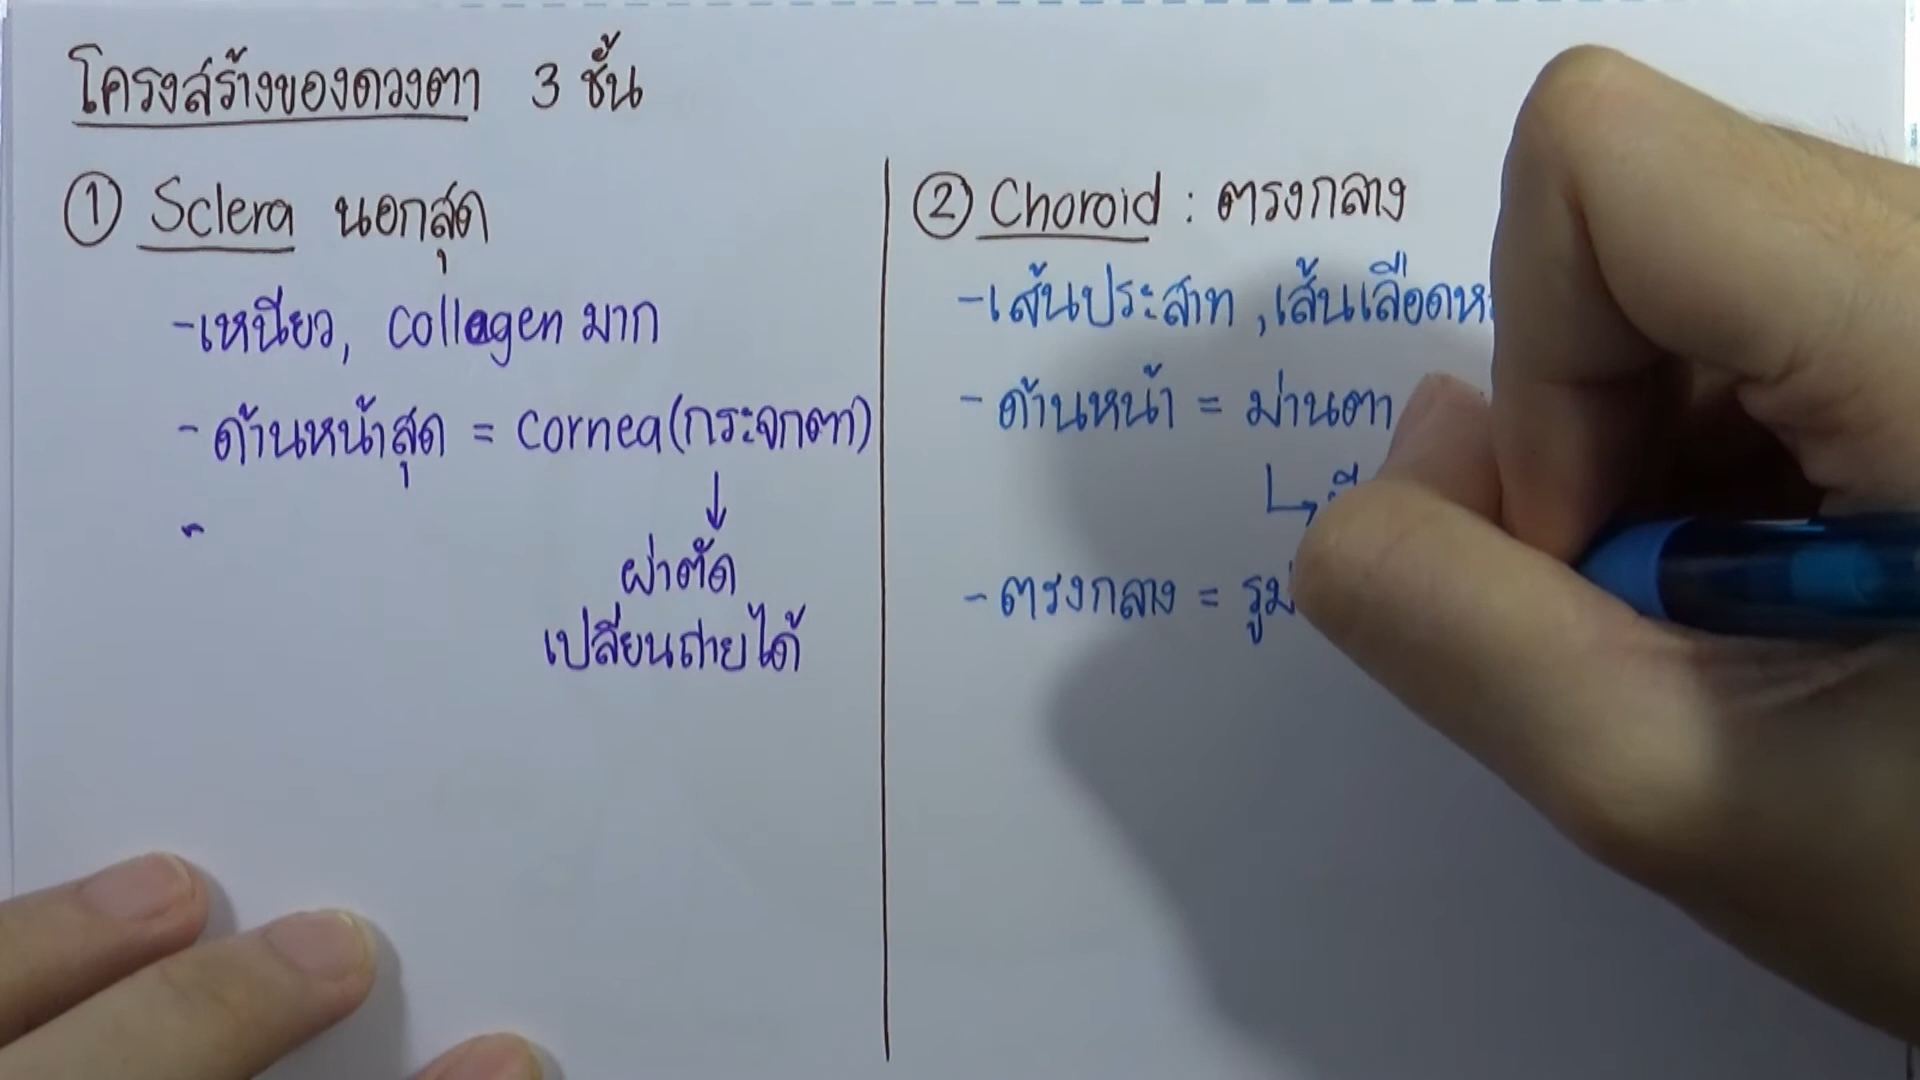 โครงสร้างของดวงตา 3 ชั้น
① Sclera นอกสุด
-เหนียว, collagen มาก
- ด้านหน้าสุด = cornea(กระจกตา)
↓
ผ่าตัด
เปลี่ยนถ่ายได้
② Choroid : ตรงกลาง
-เส้นประสาท ,เส้นเลือด
- ด้านหน้า = ม่านตา
- ตรงกลาง =